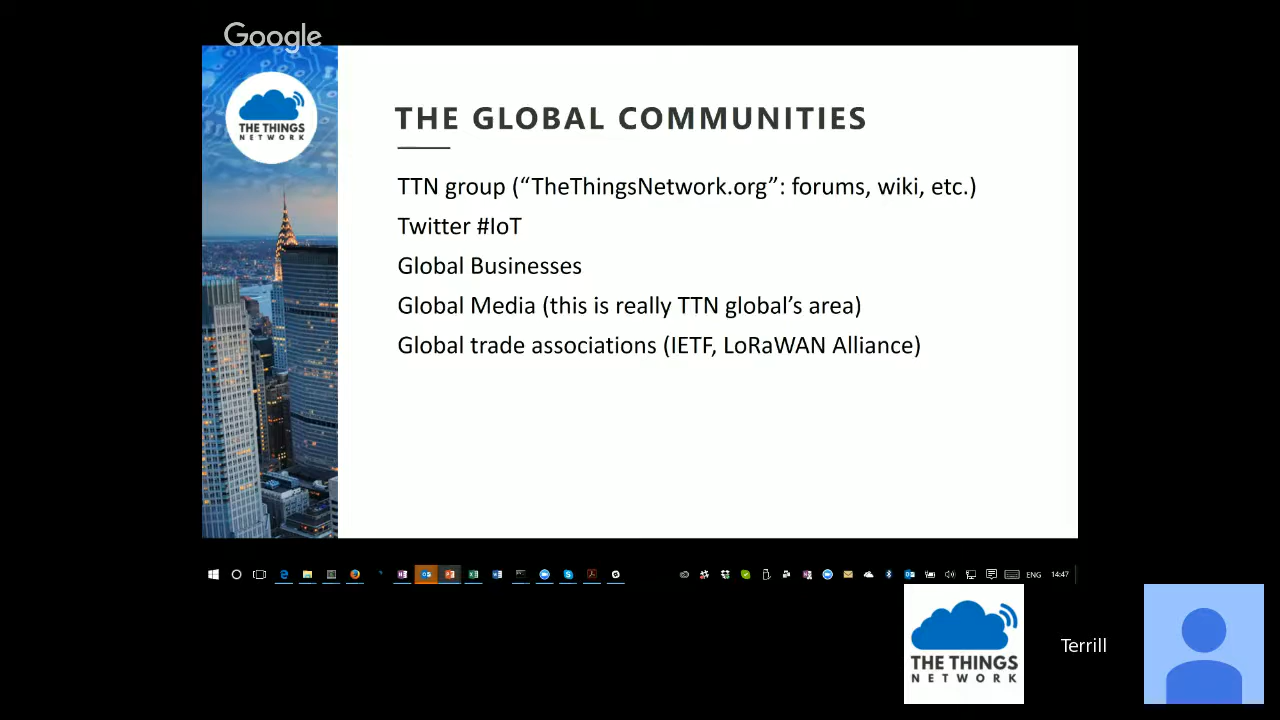 Google
THE THINGS
NETWORK
THE GLOBAL COMMUNITIES
TTN group (“TheThingsNetwork.org”: forums, wiki, etc.)
Twitter #IoT
Global Businesses
Global Media (this is really TTN global’s area)
Global trade associations (IETF, LoRaWAN Alliance)
ENG
14:47
THE THINGS
NETWORK
Terrill